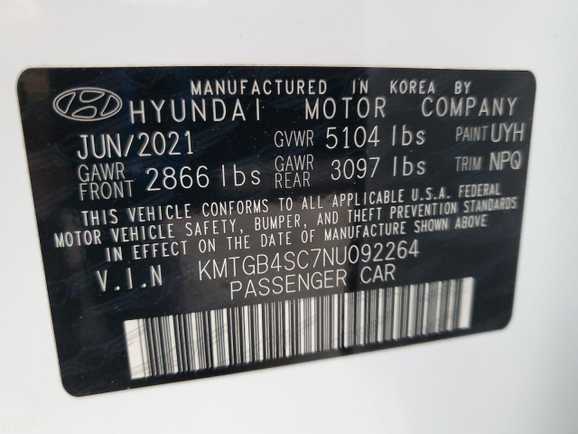 MANUFACTURED IN KOREA BY
HYUNDAI MOTOR COMPANY
JUN/2021 GVWR 5104 lbs PAINT UYH
GAWR FRONT 2866 lbs GAWR REAR 3097 lbs TRIM NPQ
THIS VEHICLE CONFORMS TO ALL APPLICABLE U.S.A. FEDERAL
MOTOR VEHICLE SAFETY, BUMPER, AND THEFT PREVENTION STANDARDS
IN EFFECT ON THE DATE OF MANUFACTURE SHOWN ABOVE
V.I.N KMTGB4SC7NU092264
PASSENGER CAR